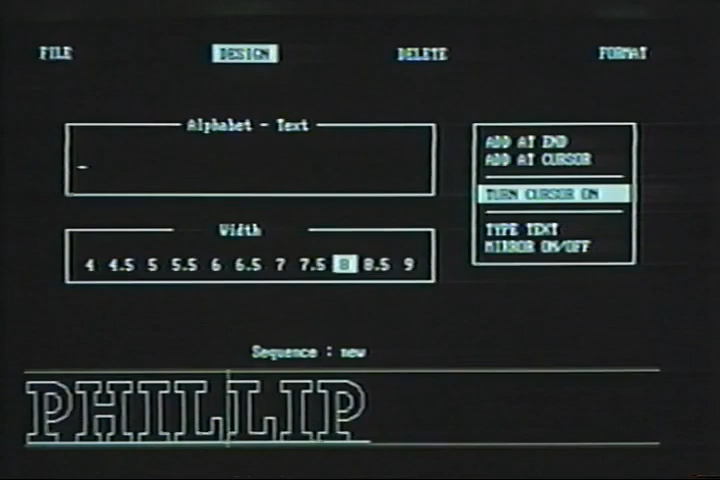 FILE DESIGN DELETE FORMAT
Alphabet - Text
ADD AT END
ADD AT CURSOR
TURN CURSOR ON
TYPE TEXT
MIRROR ON/OFF
Width
4 4.5 5 5.5 6 6.5 7 7.5 8 8.5 9
Sequence : new
PHILLIP